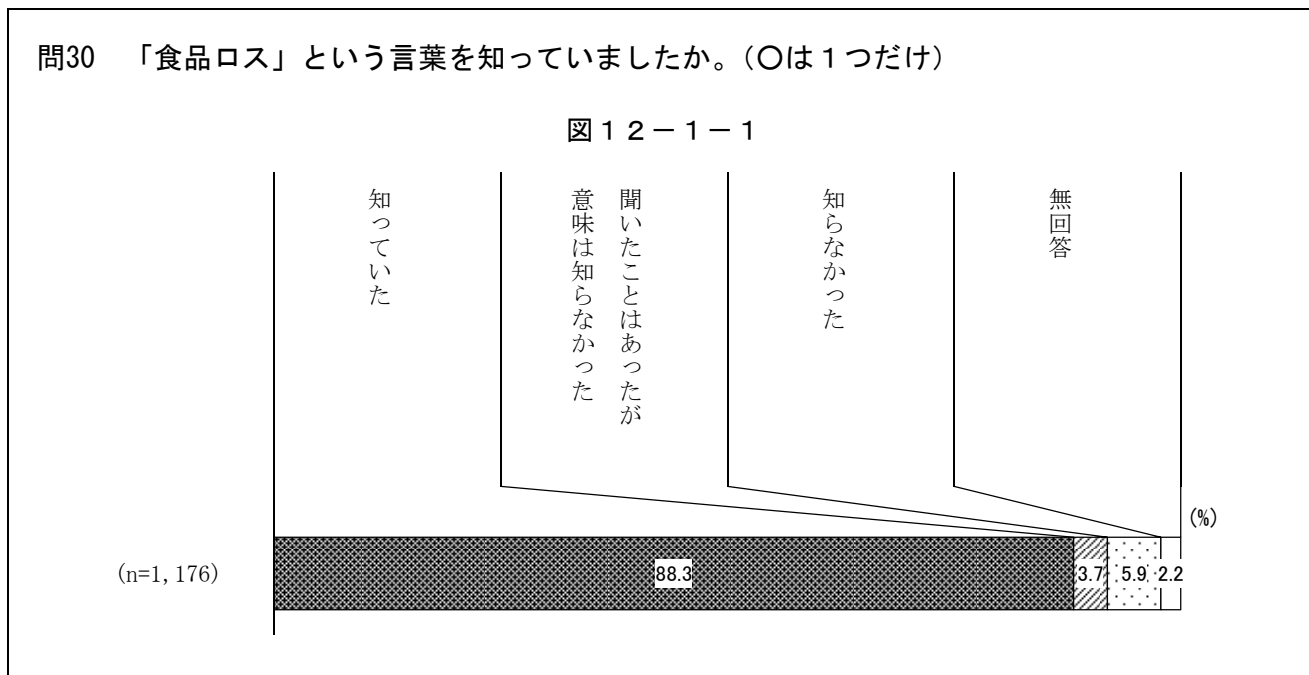 問30　「食品ロス」という言葉を知っていましたか。（〇は１つだけ）
図１２－１－１
知っていた
聞いたことはあったが
意味は知らなかった
知らなかった
無回答
(%)
(n=1,176)
88.3
3.7
5.9
2.2